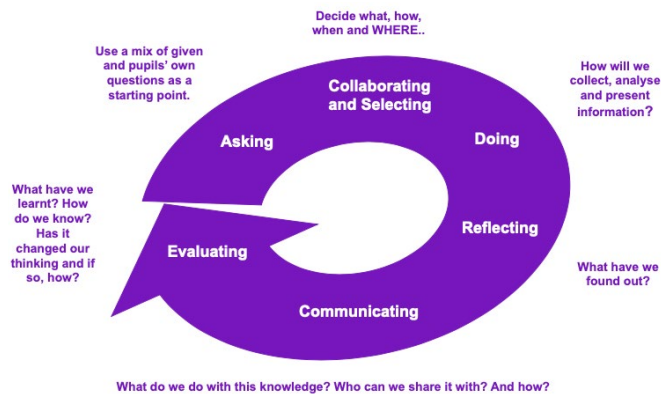 Decide what, how,
when and WHERE..
Use a mix of given
and pupils' own
questions as a
starting point.
How will we
collect, analyse
and present
information?
Collaborating
and Selecting
Asking
Doing
What have we
learnt? How
do we know?
Has it
changed our
thinking and if
so, how?
Reflecting
Evaluating
What have we
found out?
Communicating
What do we do with this knowledge? Who can we share it with? And how?